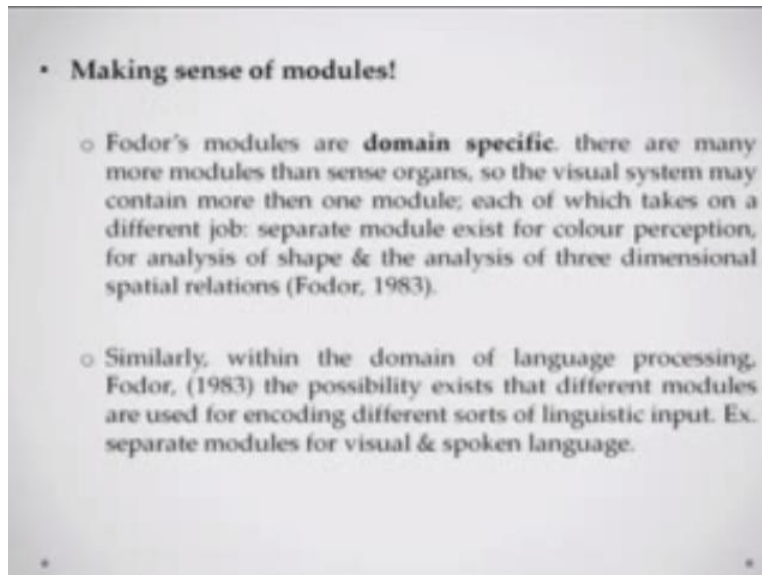 • Making sense of modules!
o Fodor's modules are domain specific. there are many
more modules than sense organs, so the visual system may
contain more then one module; each of which takes on a
different job: separate module exist for colour perception,
for analysis of shape & the analysis of three dimensional
spatial relations (Fodor, 1983).
o Similarly, within the domain of language processing,
Fodor, (1983) the possibility exists that different modules
are used for encoding different sorts of linguistic input. Ex.
separate modules for visual & spoken language.